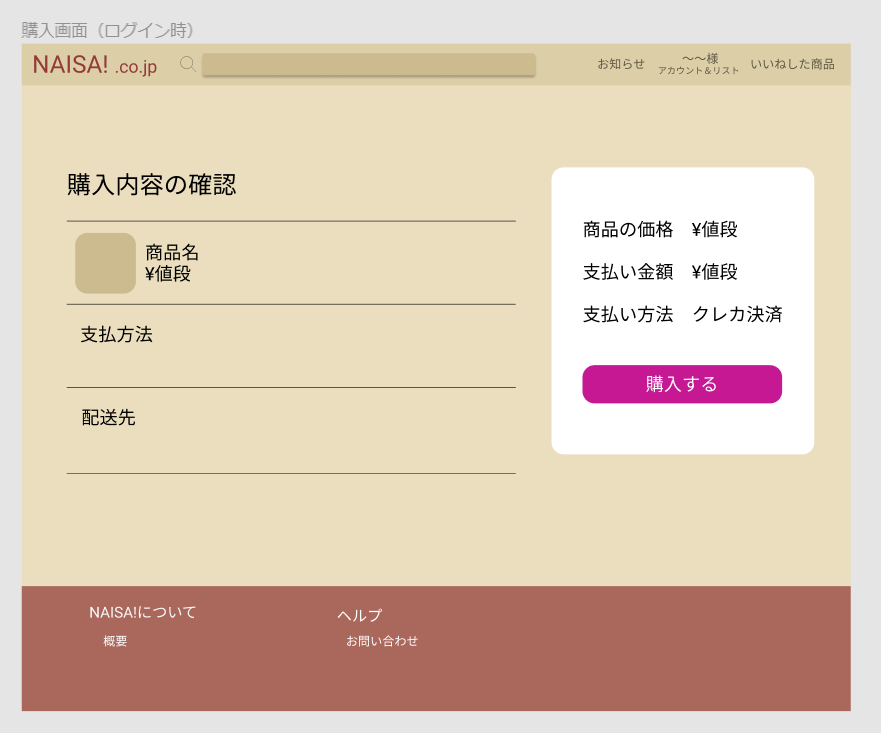 購入画面（ログイン時）
NAISA! .co.jp
お知らせ
～～様
アカウント＆リスト
いいねした商品
購入内容の確認
商品名
¥値段
支払方法
配送先
商品の価格　¥値段
支払い金額　¥値段
支払い方法　クレカ決済
購入する
NAISA!について
概要
ヘルプ
お問い合わせ